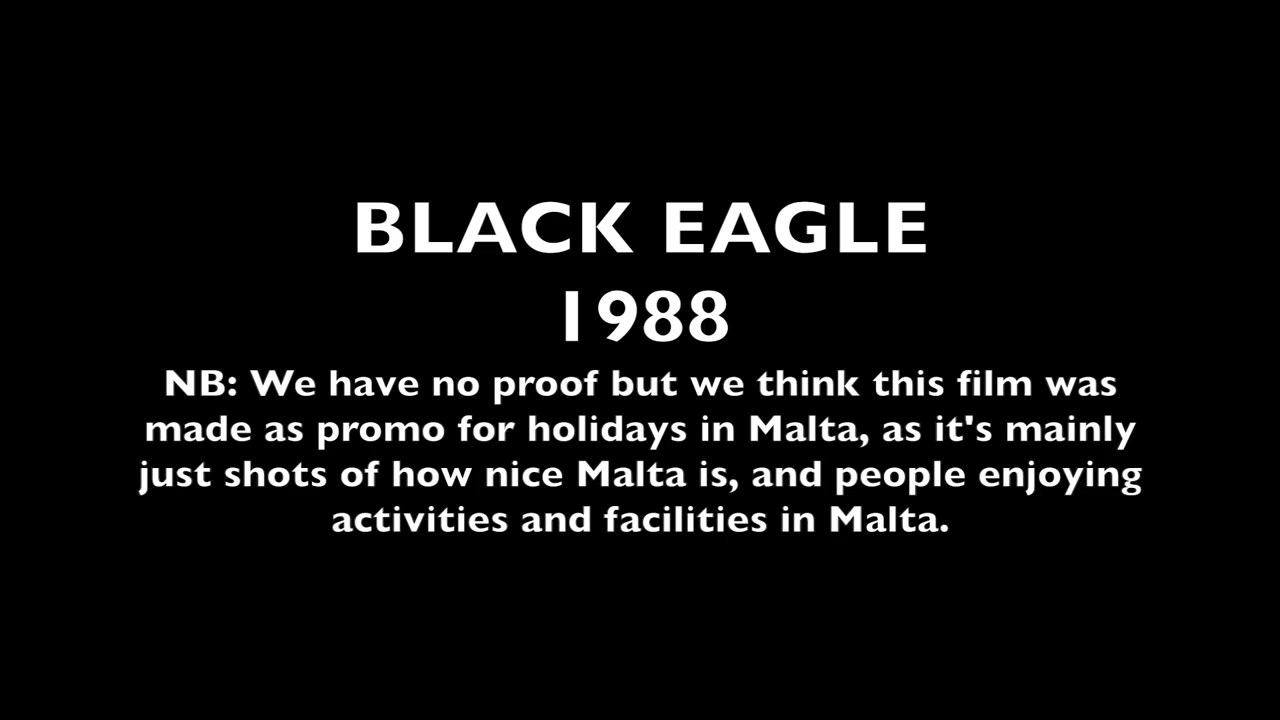 BLACK EAGLE
1988
NB: We have no proof but we think this film was
made as promo for holidays in Malta, as it's mainly
just shots of how nice Malta is, and people enjoying
activities and facilities in Malta.